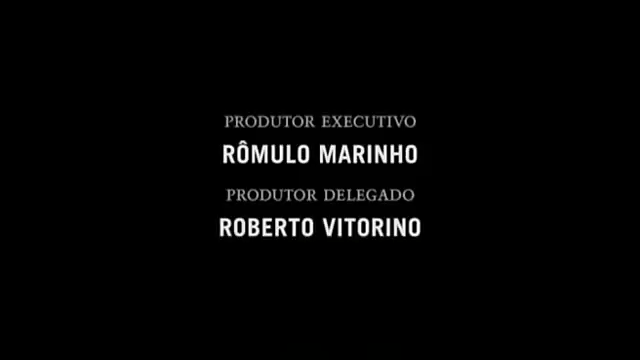 PRODUTOR EXECUTIVO
RÔMULO MARINHO
PRODUTOR DELEGADO
ROBERTO VITORINO